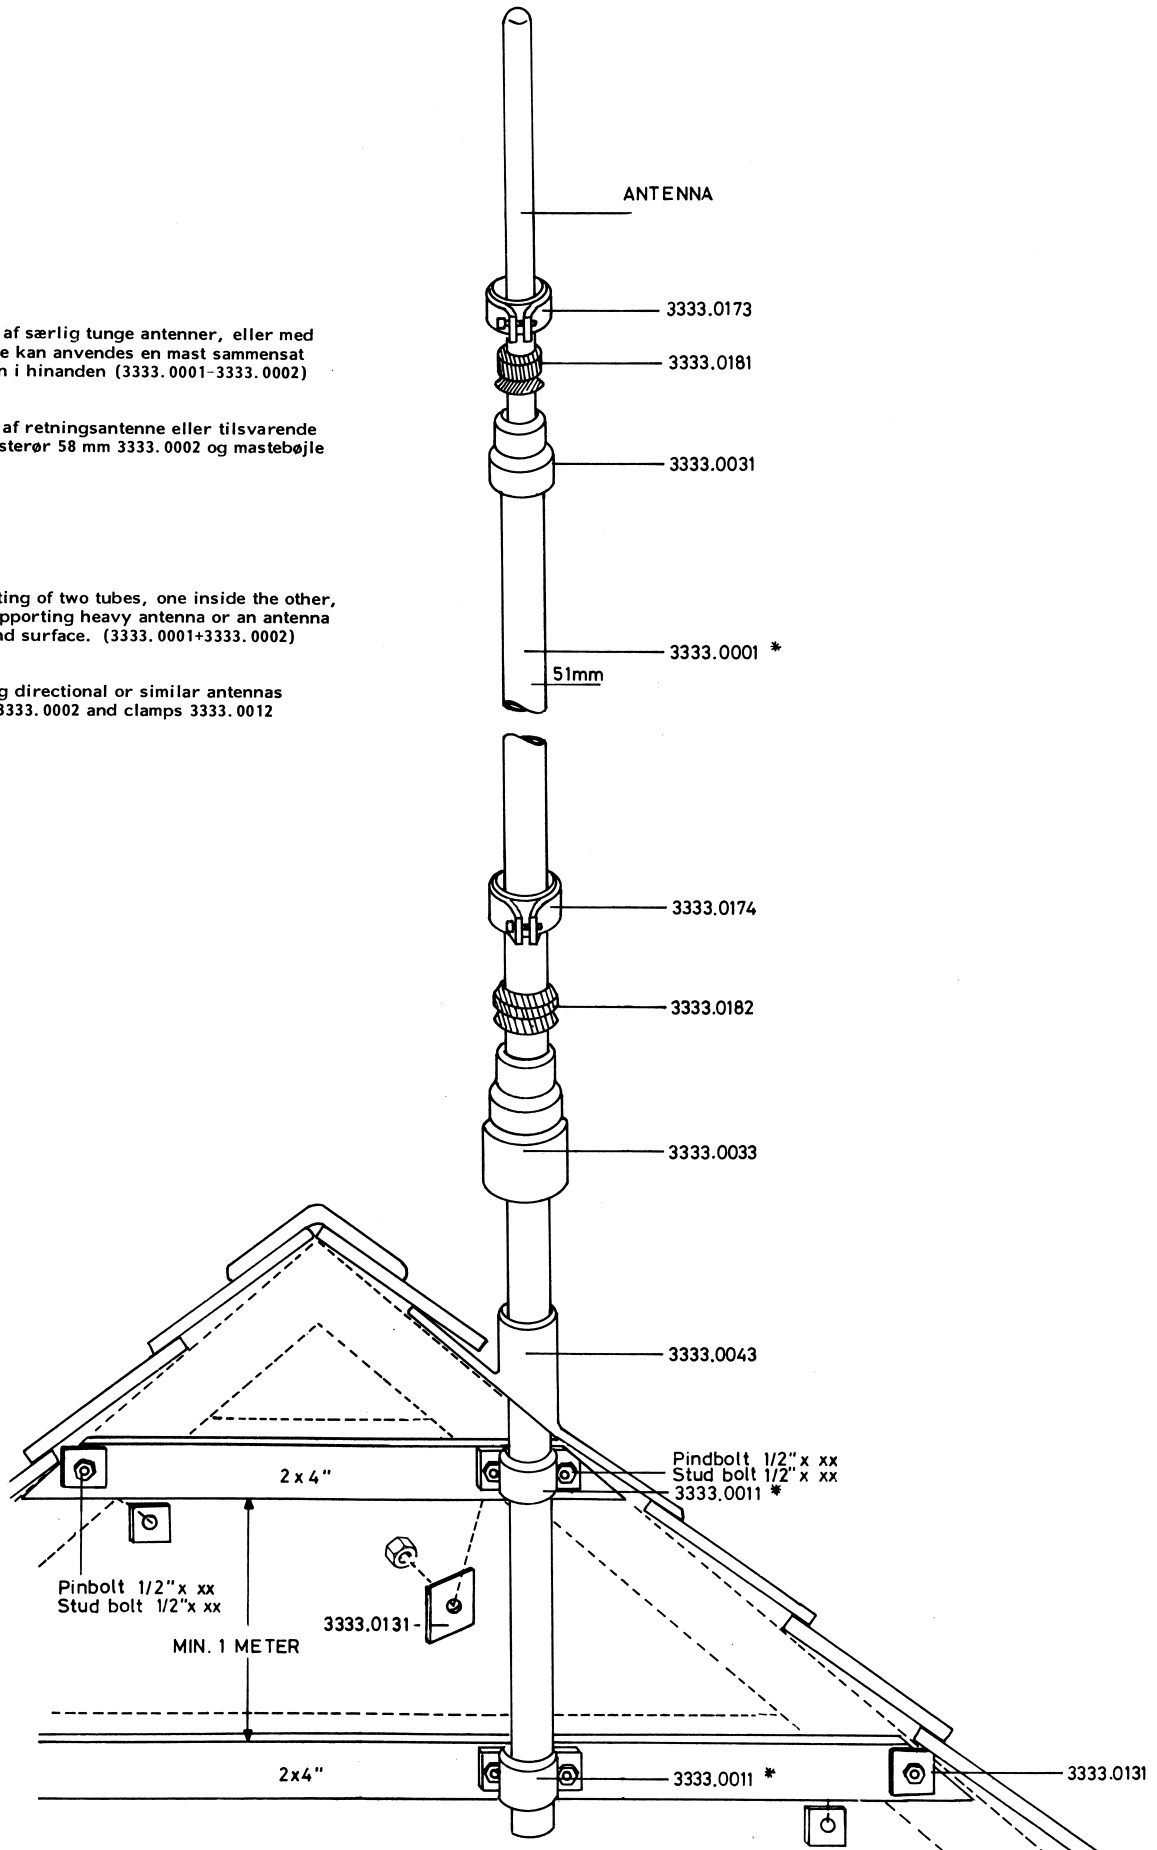 ANTENNA
3333.0173
af særlig tunge antenner, eller med
e kan anvendes en mast sammensat
n i hinanden (3333.0001-3333.0002)
3333.0181
af retningsantenne eller tilsvarende
sterør 58 mm 3333.0002 og mastebøjle
3333.0031
ting of two tubes, one inside the other,
pporting heavy antenna or an antenna
nd surface. (3333.0001+3333.0002)
3333.0001 *
51mm
g directional or similar antennas
3333.0002 and clamps 3333.0012
3333.0174
3333.0182
3333.0033
3333.0043
Pindbolt 1/2"x xx
Stud bolt 1/2"x xx
3333.0011 *
2x4"
Pinbolt 1/2"x xx
Stud bolt 1/2"x xx
3333.0131
MIN. 1 METER
2x4"
3333.0011 *
3333.0131